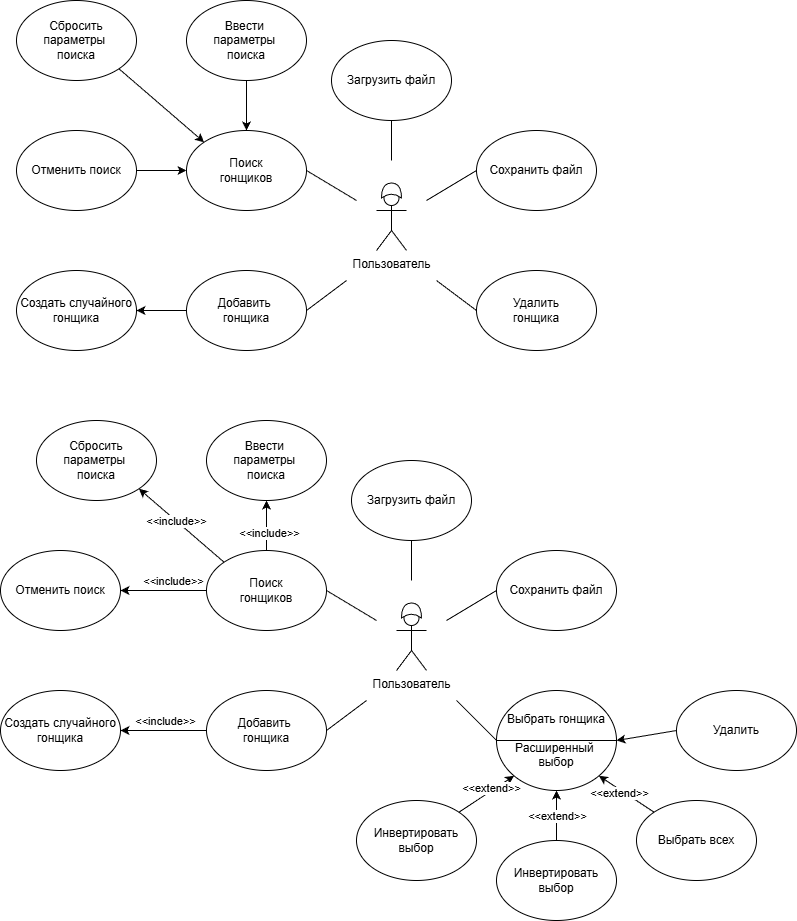 Сбросить
параметры
поиска
Ввести
параметры
поиска
Загрузить файл
Отменить поиск
Поиск
гонщиков
Сохранить файл
Пользователь
Создать случайного
гонщика
Добавить
гонщика
Удалить
гонщика
Сбросить
параметры
поиска
Ввести
параметры
поиска
Загрузить файл
<<include>>
<<include>>
Отменить поиск
<<include>>
Поиск
гонщиков
Сохранить файл
Пользователь
Создать случайного
гонщика
<<include>>
Добавить
гонщика
Выбрать гонщика
Расширенный
выбор
Удалить
<<extend>>
<<extend>>
<<extend>>
Инвертировать
выбор
Инвертировать
выбор
Выбрать всех